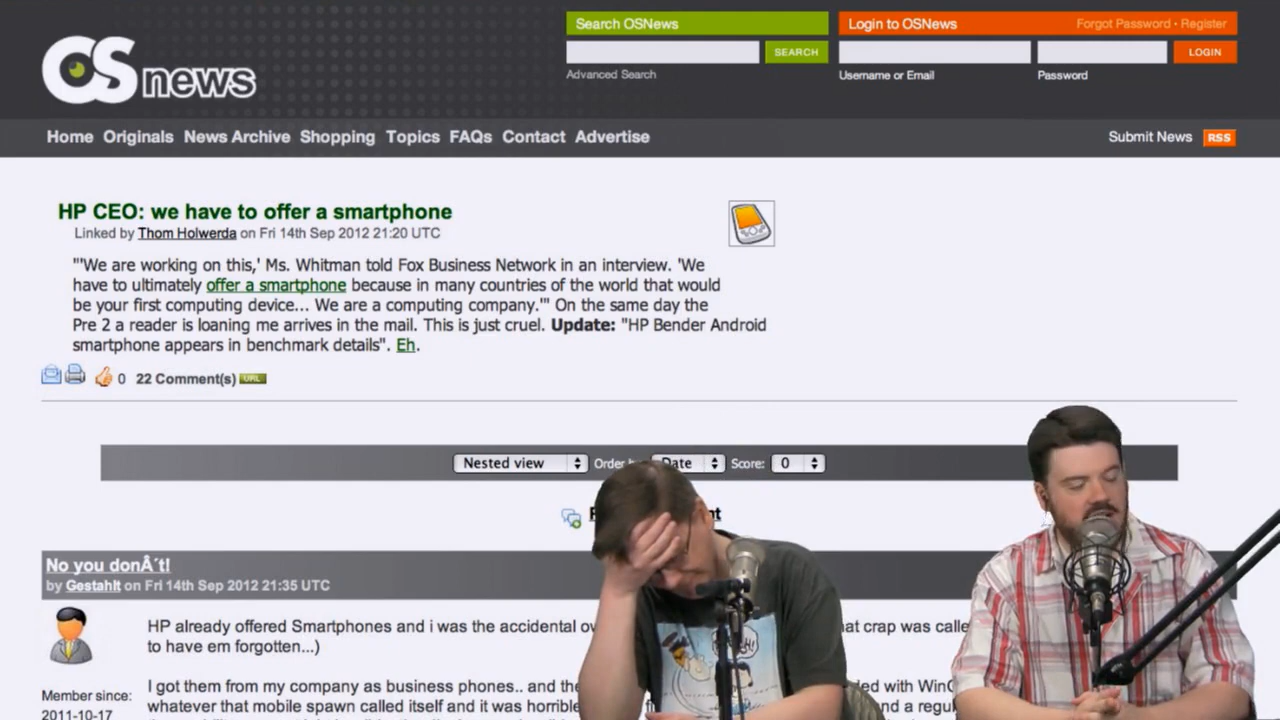 Search OSNews
Login to OSNews Forgot Password • Register
OSnews
SEARCH
LOGIN
Advanced Search
Username or Email
Password
Home Originals News Archive Shopping Topics FAQs Contact Advertise
Submit News RSS
HP CEO: we have to offer a smartphone
Linked by Thom Holwerda on Fri 14th Sep 2012 21:20 UTC
"'We are working on this,' Ms. Whitman told Fox Business Network in an interview. 'We
have to ultimately offer a smartphone because in many countries of the world that would
be your first computing device... We are a computing company.'" On the same day the
Pre 2 a reader is loaning me arrives in the mail. This is just cruel. Update: "HP Bender Android
smartphone appears in benchmark details". Eh.
0 22 Comment(s) URL
Nested view Order Date Score: 0
No you donÂ´t!
by Gestahlt on Fri 14th Sep 2012 21:35 UTC
HP already offered Smartphones and i was the accidental crap was
to have em forgotten...)
Member since:
2011-10-17
I got them from my company as business phones.. and the with
whatever that mobile spawn called itself and it was horrible and a